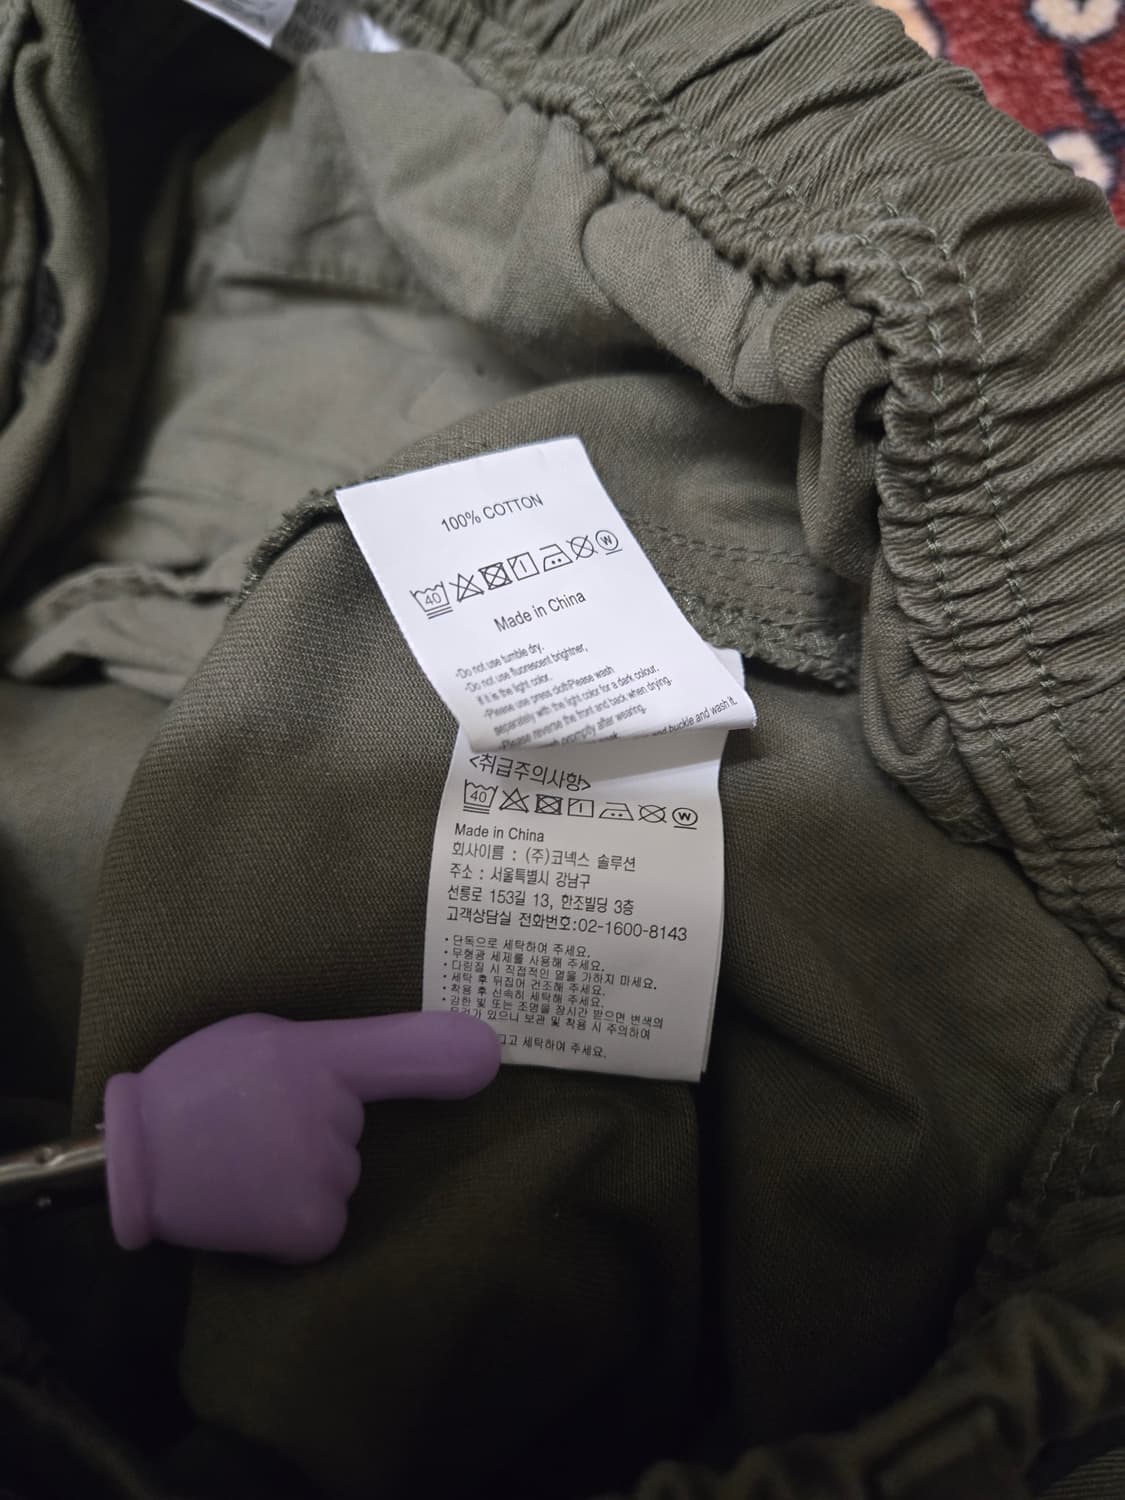 100% COTTON
40 W
Made in China
-Do not use tumble dry.
-Do not use fluorescent brightner,
if it is the light color.
-Please use press clothPlease wash
separately with the light color for a dark colour.
-Please reverse the front and back when drying.
-Please promptly after wearing.
and buckle and wash it.
<취급주의사항>
40 W
Made in China
회사이름 : (주)코넥스 솔루션
주소 : 서울특별시 강남구
선릉로 153길 13, 한조빌딩 3층
고객상담실 전화번호:02-1600-8143
• 단독으로 세탁하여 주세요.
• 무형광 세제를 사용해 주세요.
• 다림질 시 직접적인 열을 가하지 마세요.
• 세탁 후 뒤집어 건조해 주세요.
• 착용 후 신속히 세탁해 주세요.
• 강한 빛 또는 조명을 장시간 받으면 변색의
있으니 보관 및 착용 시 주의하여
세탁하여 주세요.